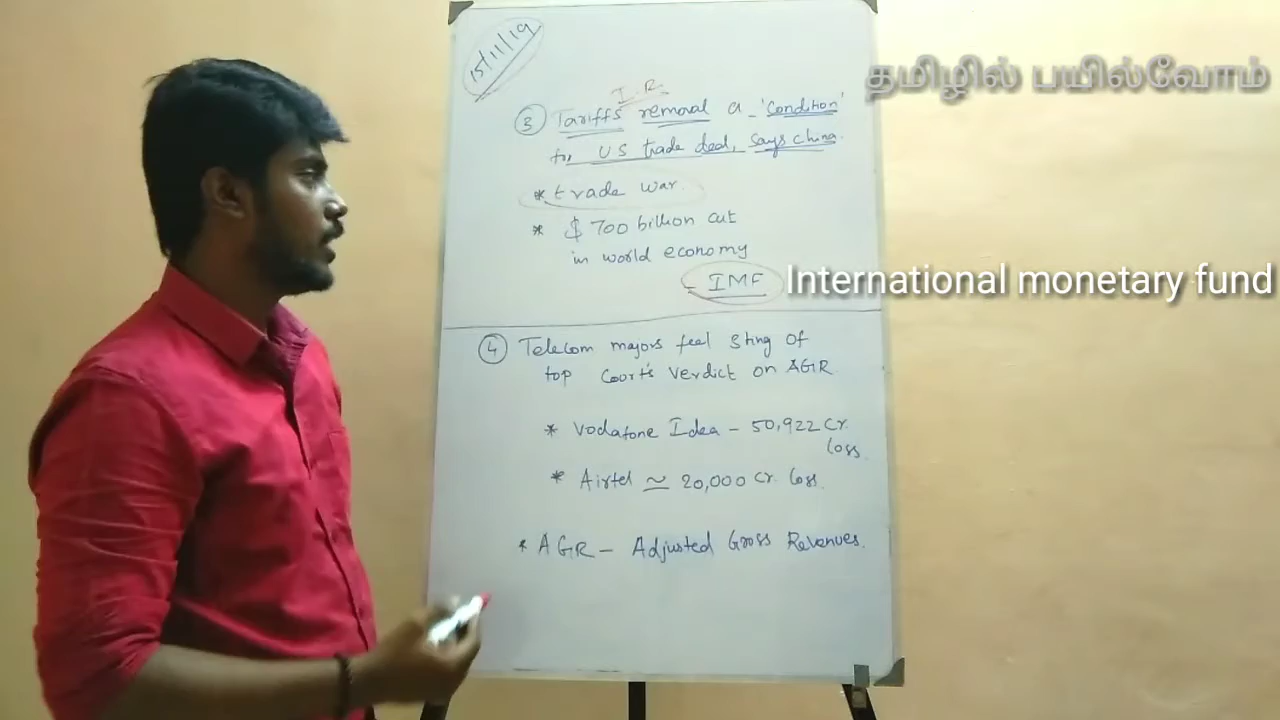 15/11/19
தமிழில் பயில்வோம்
I.R.
③ Tariffs removal a 'condition'
for US trade deal, says china.
* trade war.
* $ 700 billion cut
in world economy
- IMF
International monetary fund
④ Telecom majors feel sting of
top Court's verdict on AGR
* Vodafone Idea - 50,922 Cr.
loss.
* Airtel ≃ 20,000 Cr. loss.
* AGR - Adjusted Gross Revenues.